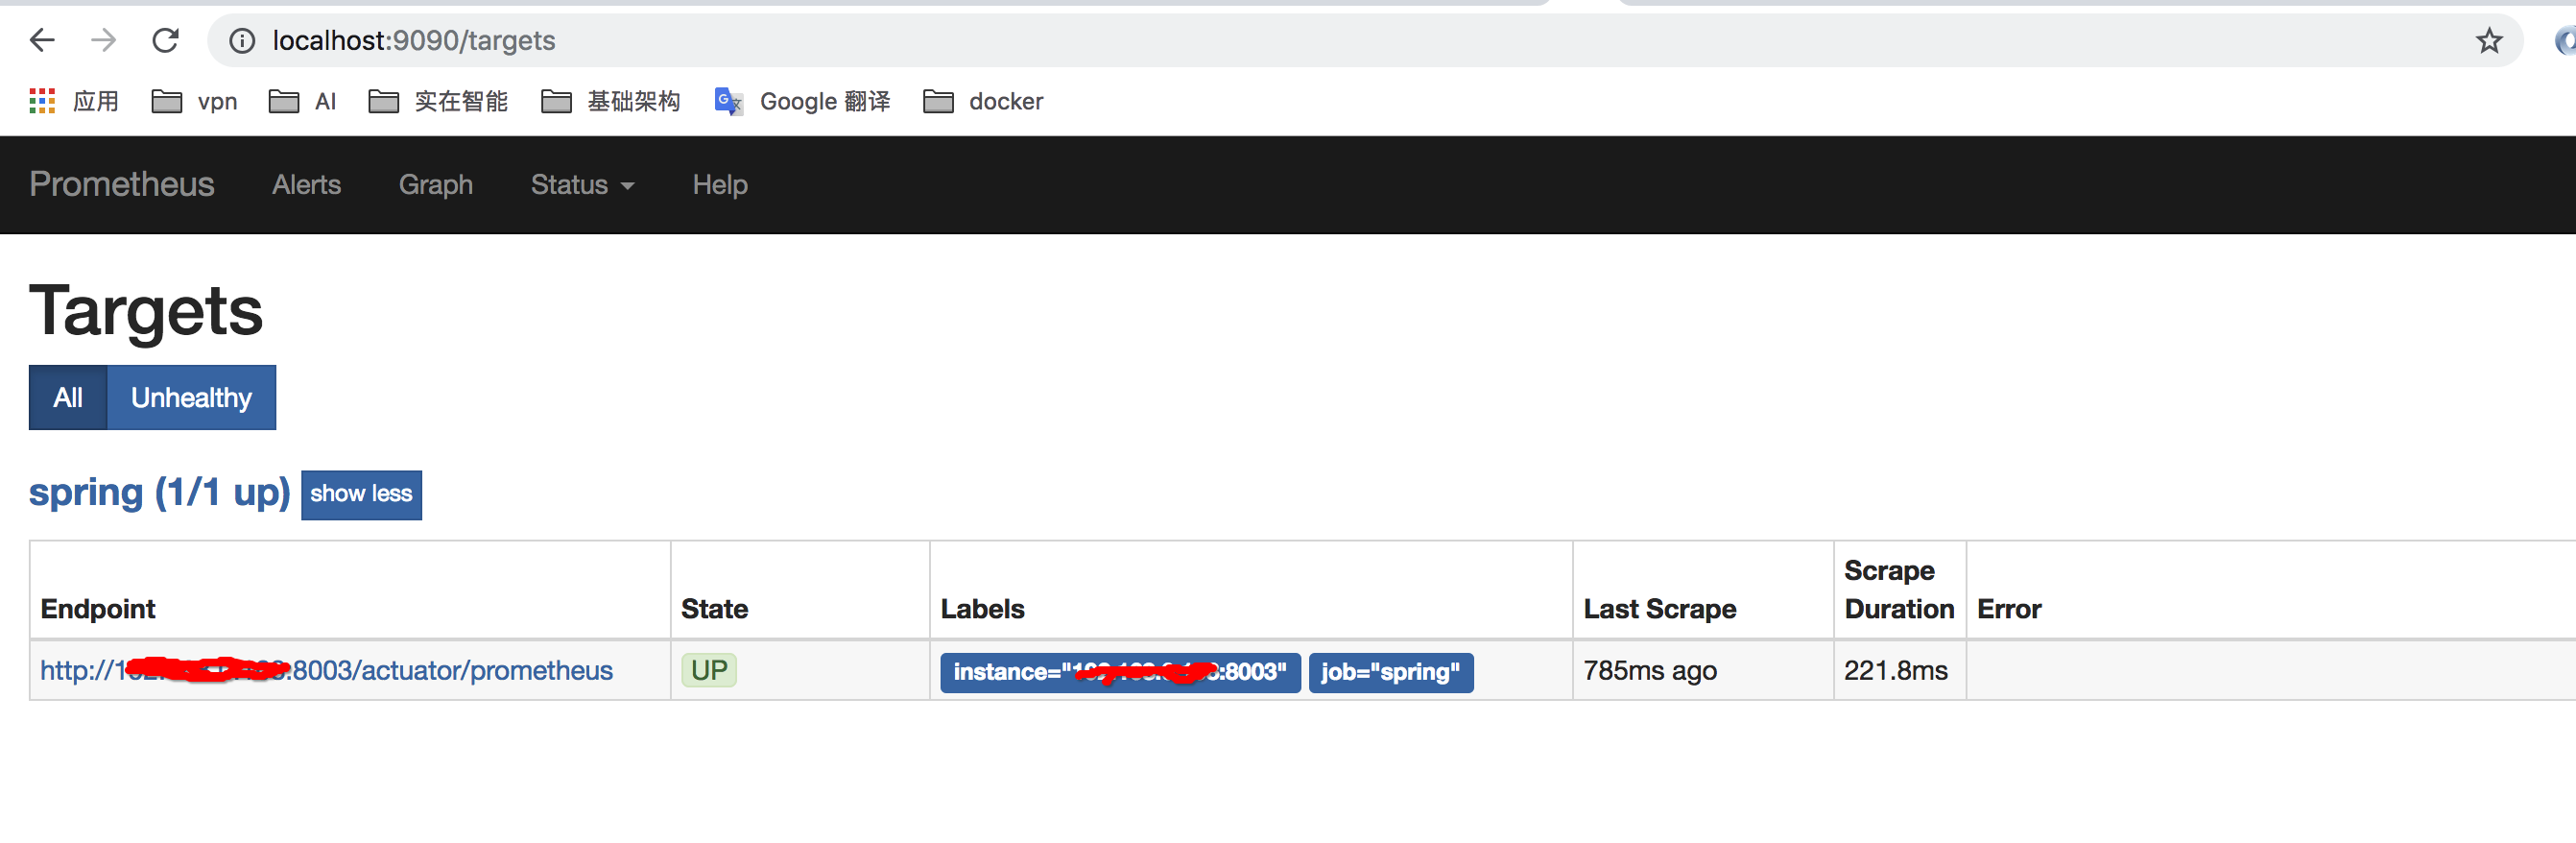 localhost:9090/targets
应用 vpn AI 实在智能 基础架构 Google 翻译 docker
Prometheus Alerts Graph Status Help
Targets
All Unhealthy
spring (1/1 up) show less
Endpoint State Labels Last Scrape Scrape Duration Error
http://1 :8003/actuator/prometheus UP instance=" :8003" job="spring" 785ms ago 221.8ms